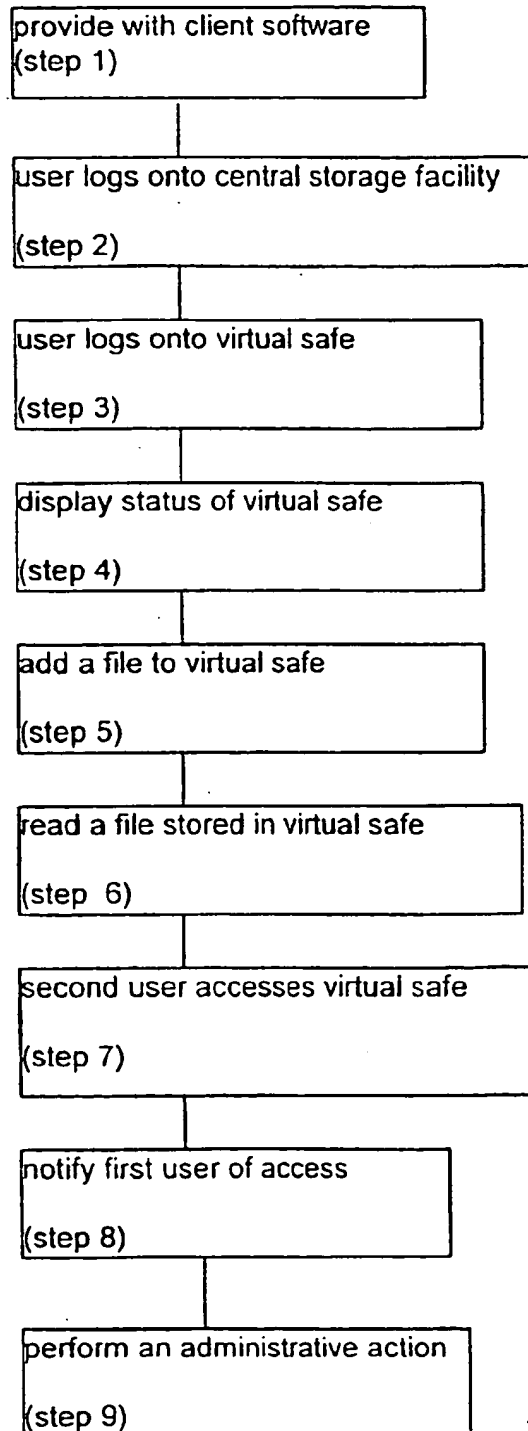 provide with client software
(step 1)
user logs onto central storage facility
(step 2)
user logs onto virtual safe
(step 3)
display status of virtual safe
(step 4)
add a file to virtual safe
(step 5)
read a file stored in virtual safe
(step 6)
second user accesses virtual safe
(step 7)
notify first user of access
(step 8)
perform an administrative action
(step 9)